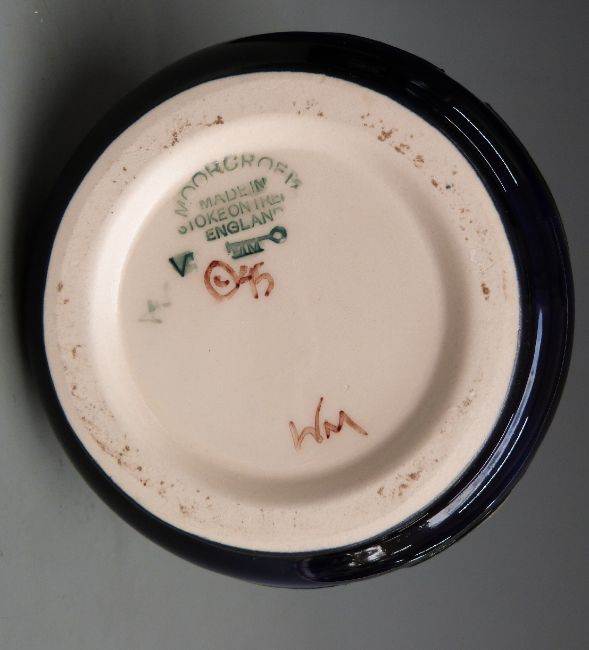 MOORCROFT
MADE IN
STOKE ON TRENT
ENGLAND
MM
WM